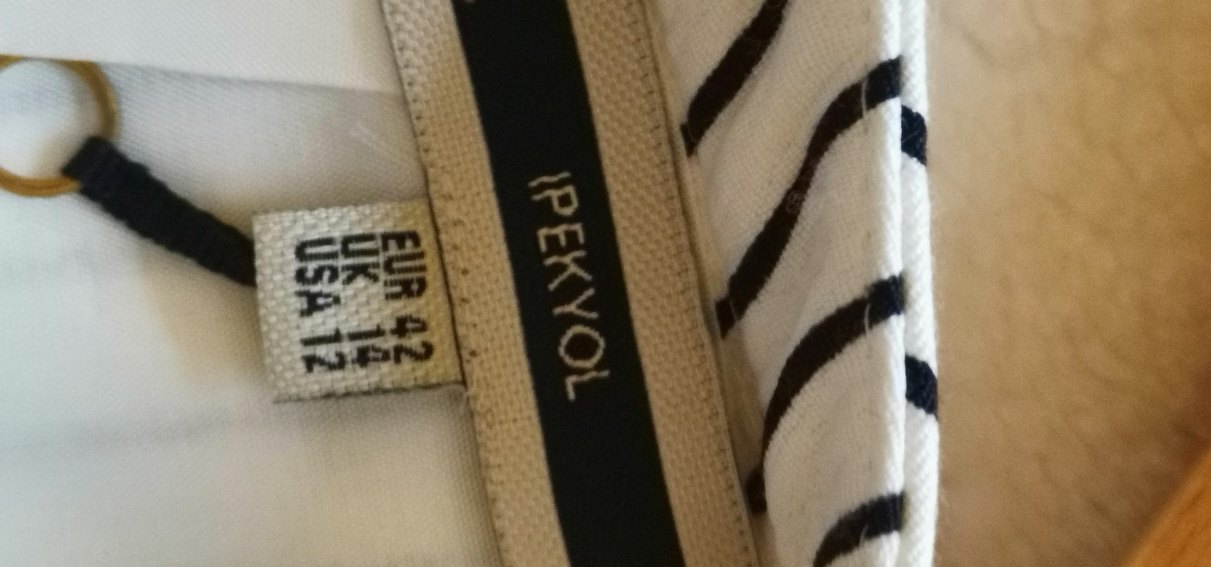 IPEKYOL
EUR 42
UK 14
USA 12